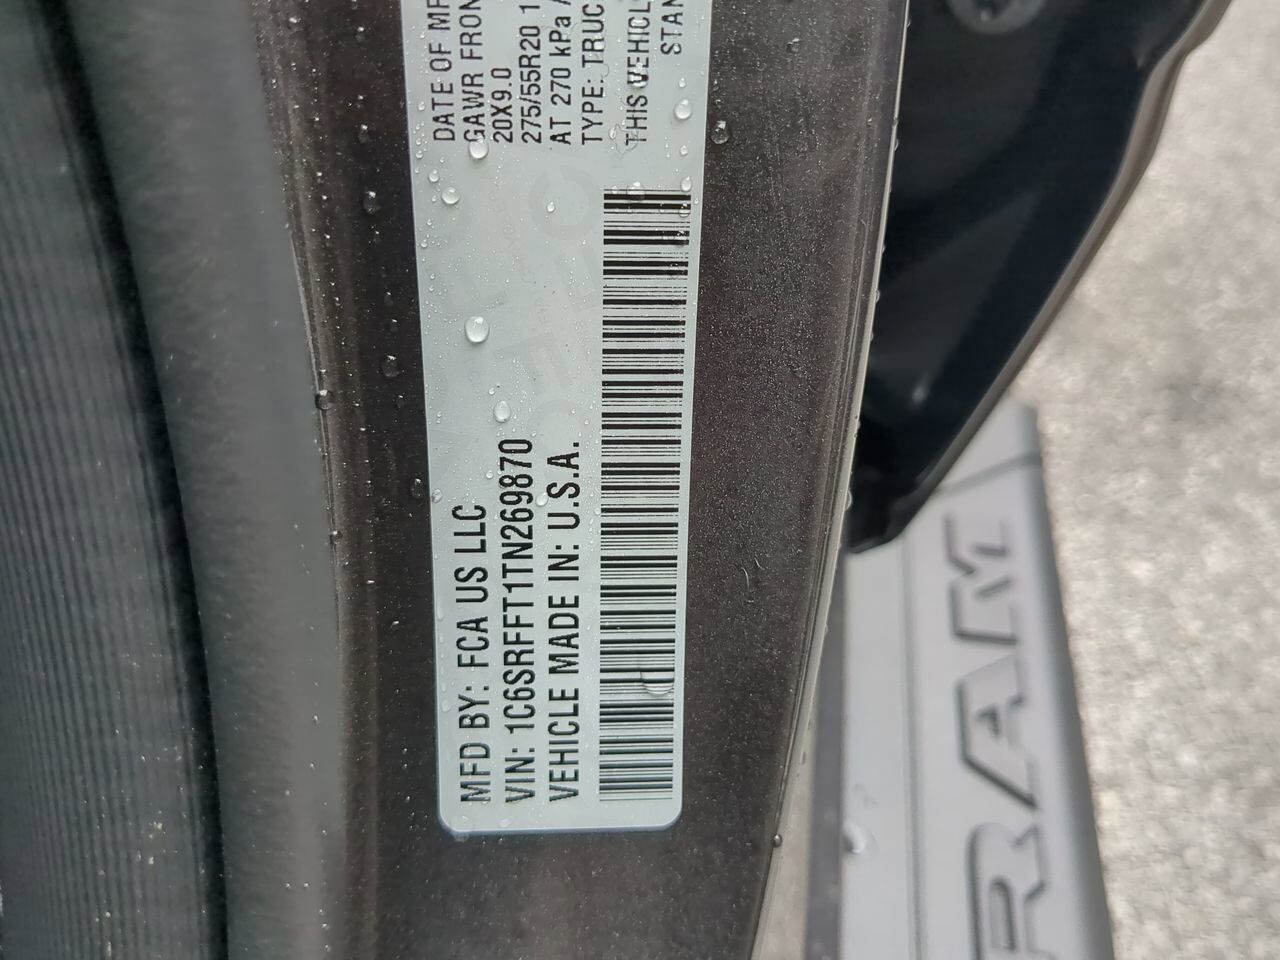 MFD BY: FCA US LLC
VIN: 1C6SRFFT1TN269870
VEHICLE MADE IN: U.S.A.
DATE OF
GAWR FRON
20X9.0
275/55R20 1
AT 270 kPa
TYPE: TRUC
THIS VEHICL
STAN
RAM